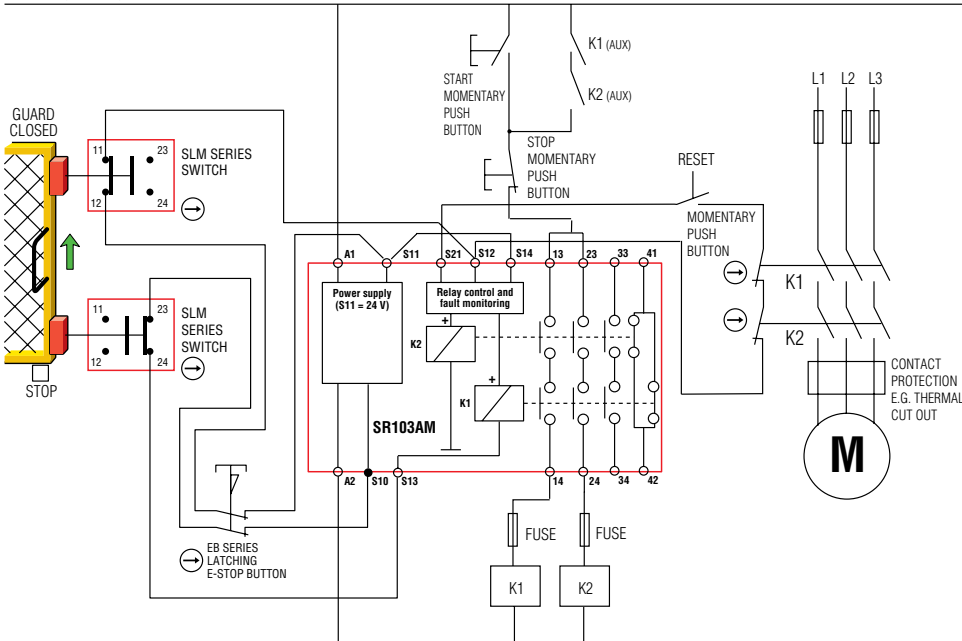 K1 (AUX)
K2 (AUX)
START
MOMENTARY
PUSH
BUTTON
L1 L2 L3
GUARD
CLOSED
11 23
12 24
SLM SERIES
SWITCH
STOP
MOMENTARY
PUSH
BUTTON
RESET
MOMENTARY
PUSH
BUTTON
A1 S11 S21 S12 S14 13 23 33 41
Power supply
(S11 = 24 V)
Relay control and
fault monitoring
+
K2
+
K1
SR103AM
K1
K2
11 23
12 24
SLM
SERIES
SWITCH
STOP
CONTACT
PROTECTION
E.G. THERMAL
CUT OUT
M
A2 S10 S13 14 24 34 42
EB SERIES
LATCHING
E-STOP BUTTON
FUSE FUSE
K1 K2